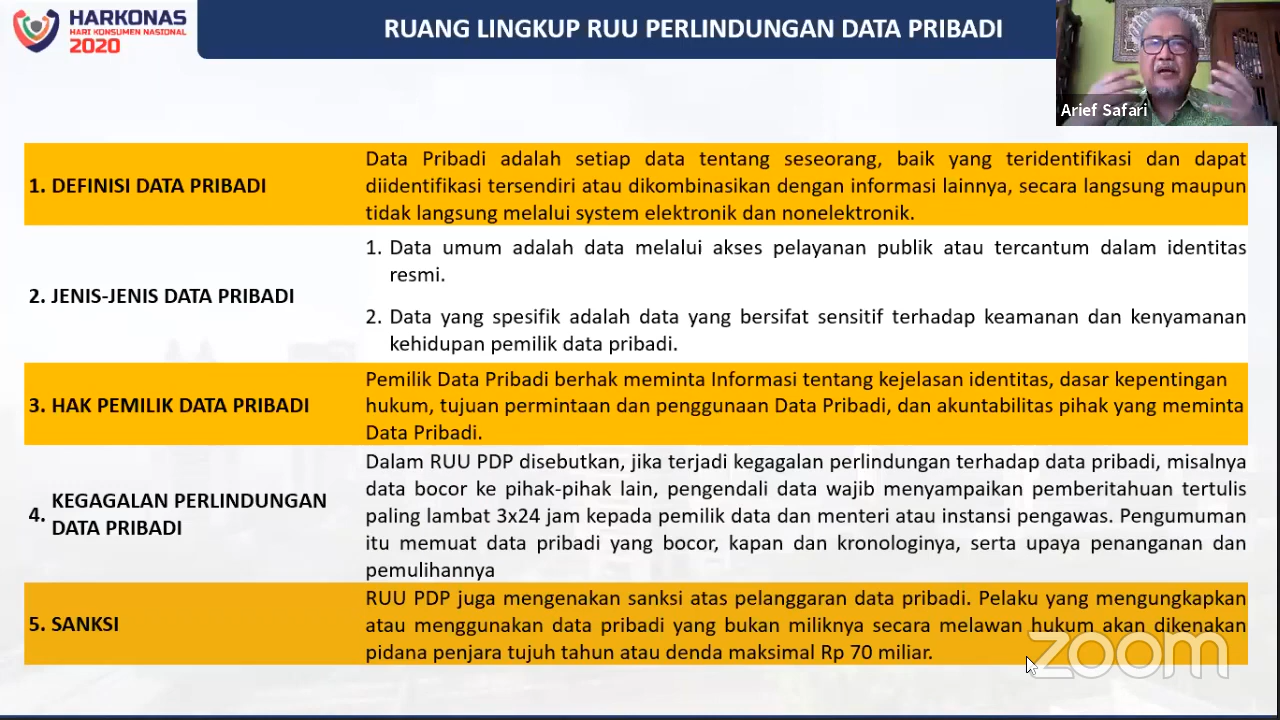 HARKONAS
HARI KONSUMEN NASIONAL
2020
RUANG LINGKUP RUU PERLINDUNGAN DATA PRIBADI
Arief Safari
1. DEFINISI DATA PRIBADI
Data Pribadi adalah setiap data tentang seseorang, baik yang teridentifikasi dan dapat
diidentifikasi tersendiri atau dikombinasikan dengan informasi lainnya, secara langsung maupun
tidak langsung melalui system elektronik dan nonelektronik.
2. JENIS-JENIS DATA PRIBADI
1. Data umum adalah data melalui akses pelayanan publik atau tercantum dalam identitas
resmi.
2. Data yang spesifik adalah data yang bersifat sensitif terhadap keamanan dan kenyamanan
kehidupan pemilik data pribadi.
3. HAK PEMILIK DATA PRIBADI
Pemilik Data Pribadi berhak meminta Informasi tentang kejelasan identitas, dasar kepentingan
hukum, tujuan permintaan dan penggunaan Data Pribadi, dan akuntabilitas pihak yang meminta
Data Pribadi.
4. KEGAGALAN PERLINDUNGAN
DATA PRIBADI
Dalam RUU PDP disebutkan, jika terjadi kegagalan perlindungan terhadap data pribadi, misalnya
data bocor ke pihak-pihak lain, pengendali data wajib menyampaikan pemberitahuan tertulis
paling lambat 3x24 jam kepada pemilik data dan menteri atau instansi pengawas. Pengumuman
itu memuat data pribadi yang bocor, kapan dan kronologinya, serta upaya penanganan dan
pemulihannya
5. SANKSI
RUU PDP juga mengenakan sanksi atas pelanggaran data pribadi. Pelaku yang mengungkapkan
atau menggunakan data pribadi yang bukan miliknya secara melawan hukum akan dikenakan
pidana penjara tujuh tahun atau denda maksimal Rp 70 miliar.
zoom